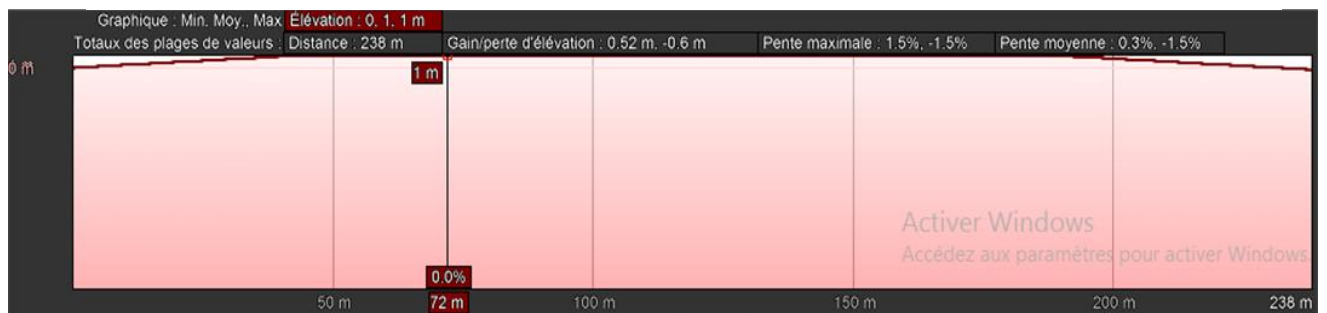 Graphique : Min. Moy., Max Élévation : 0, 1, 1 m
Totaux des plages de valeurs : Distance : 238 m Gain/perte d'élévation : 0.52 m, -0.6 m Pente maximale : 1.5%, -1.5% Pente moyenne : 0.3%, -1.5%
1 m
Activer Windows
Accédez aux paramètres pour activer Windows.
0.0%
50 m 72 m 100 m 150 m 200 m 238 m